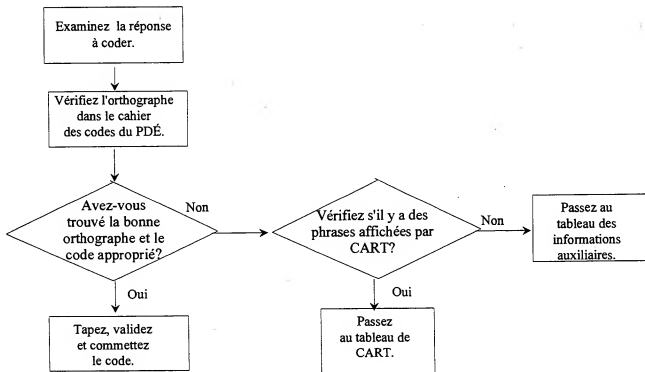 Examinez la réponse
à coder.
Vérifiez l'orthographe
dans le cahier
des codes du PDÉ.
Avez-vous
trouvé la bonne
orthographe et le
code approprié?
Non
Vérifiez s'il y a des
phrases affichées par
CART?
Non
Passez au
tableau des
informations
auxiliaires.
Oui
Tapez, validez
et commettez
le code.
Oui
Passez
au tableau de
CART.